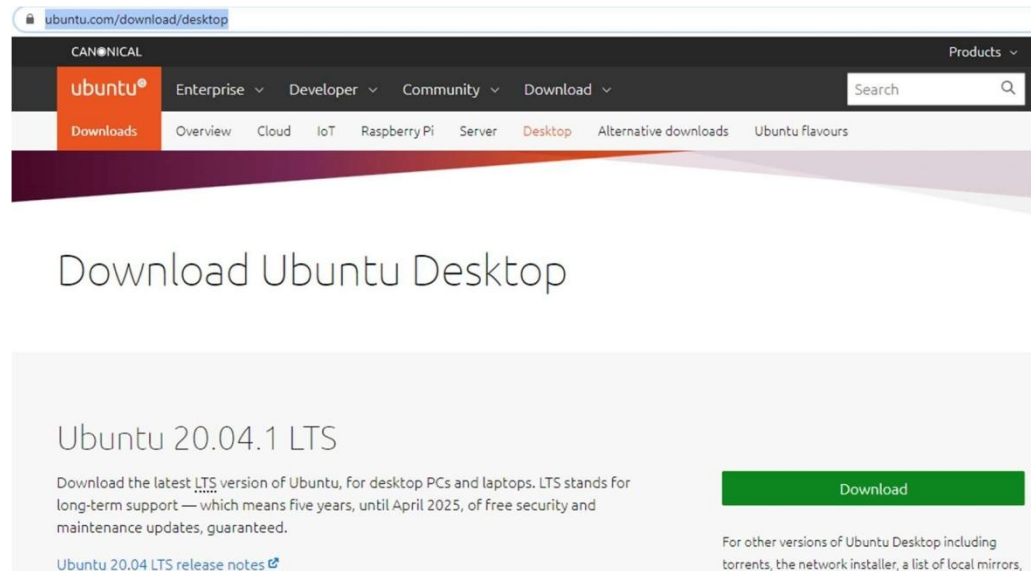 ubuntu.com/download/desktop
CANONICAL
Products
ubuntu® Enterprise Developer Community Download Search
Downloads Overview Cloud IoT Raspberry Pi Server Desktop Alternative downloads Ubuntu flavours
Download Ubuntu Desktop
Ubuntu 20.04.1 LTS
Download the latest LTS version of Ubuntu, for desktop PCs and laptops. LTS stands for
long-term support — which means five years, until April 2025, of free security and
maintenance updates, guaranteed.
Ubuntu 20.04 LTS release notes
Download
For other versions of Ubuntu Desktop including
torrents, the network installer, a list of local mirrors,